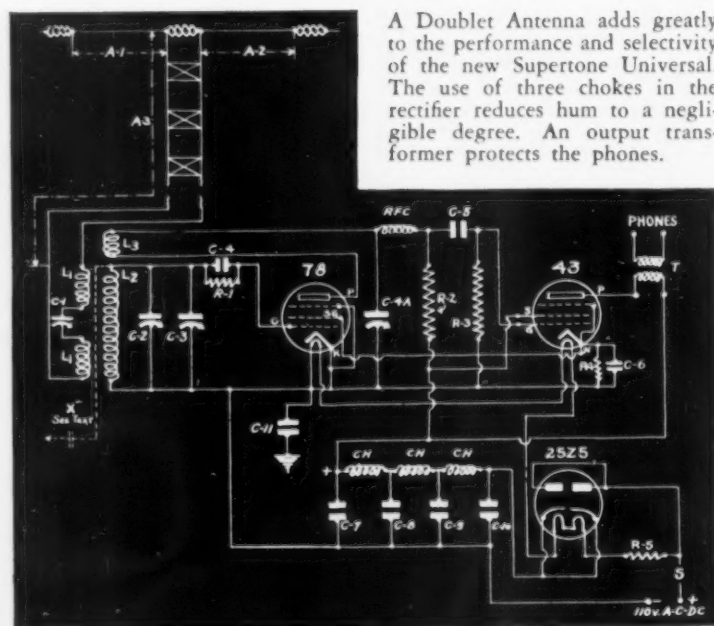 A Doublet Antenna adds greatly
to the performance and selectivity
of the new Supertone Universal
The use of three chokes in the
rectifier reduces hum to a negli-
gible degree. An output trans-
former protects the phones.
A-1
A-2
A3
L3
RFC
C-5
PHONES
C-4
78
43
P
P
T
L1
L2
R-1
SG
C-4A
R-2
R-3
S
G
C-1
C-2
C-3
G
K
K
L1
R4
C-6
X
SEE TEXT
C-11
CH
CH
CH
25Z5
+
C-7
C-8
C-9
C-10
R-5
S
- +
110v. A-C-DC